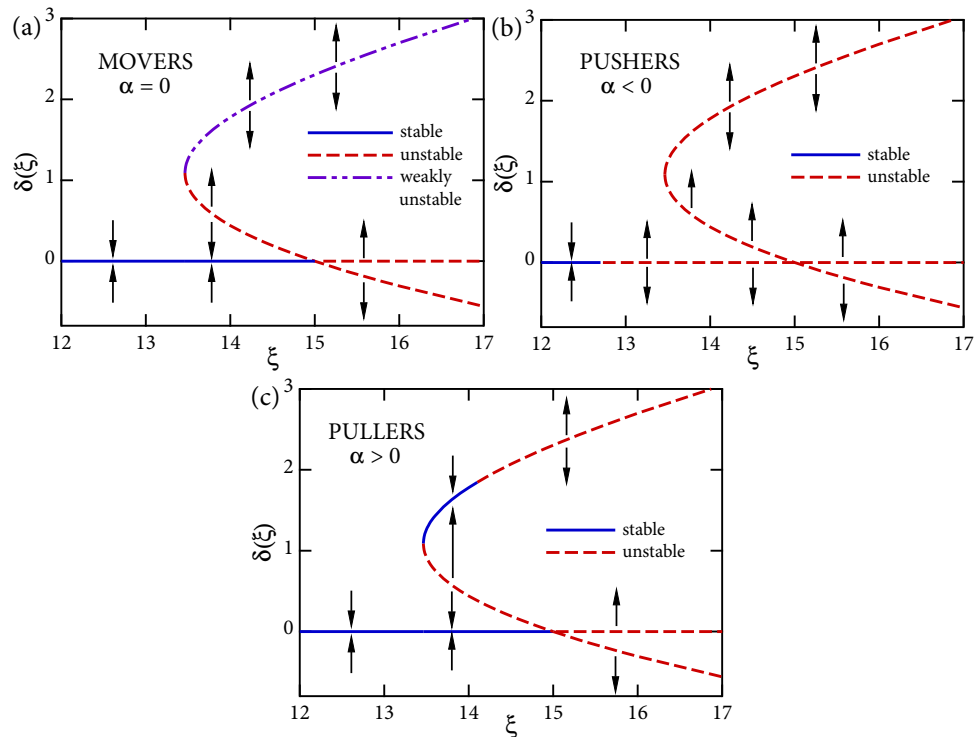 (a)
MOVERS
α = 0
stable
unstable
weakly
unstable
δ(ξ)
3
2
1
0
12 13 14 15 16 17
ξ
(b)
PUSHERS
α < 0
stable
unstable
δ(ξ)
3
2
1
0
12 13 14 15 16 17
ξ
(c)
PULLERS
α > 0
stable
unstable
δ(ξ)
3
2
1
0
12 13 14 15 16 17
ξ